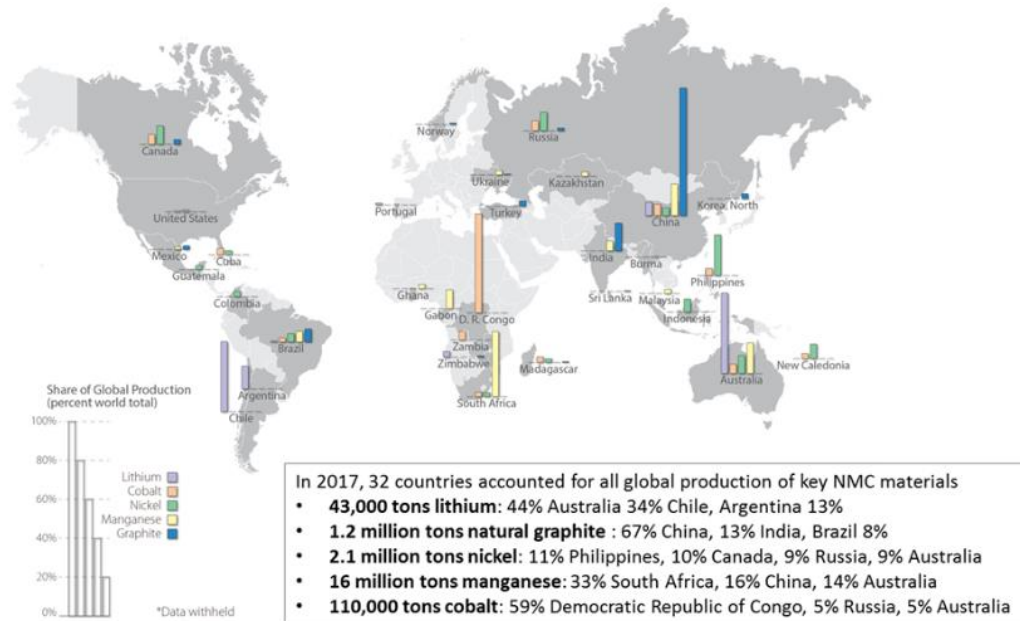 Norway
Russia
Canada
Ukraine
Kazakhstan
United States
Portugal
Turkey
China
Korea, North
Mexico
Cuba
India
Burma
Guatemala
Philippines
Ghana
Sri Lanka
Malaysia
Colombia
Gabon
D. R. Congo
Indonesia
Zambia
Brazil
Zimbabwe
Madagascar
New Caledonia
Australia
Argentina
South Africa
Chile
Share of Global Production
(percent world total)
100%
80%
60%
40%
20%
0%
Lithium
Cobalt
Nickel
Manganese
Graphite
*Data withheld
In 2017, 32 countries accounted for all global production of key NMC materials
• 43,000 tons lithium: 44% Australia 34% Chile, Argentina 13%
• 1.2 million tons natural graphite : 67% China, 13% India, Brazil 8%
• 2.1 million tons nickel: 11% Philippines, 10% Canada, 9% Russia, 9% Australia
• 16 million tons manganese: 33% South Africa, 16% China, 14% Australia
• 110,000 tons cobalt: 59% Democratic Republic of Congo, 5% Russia, 5% Australia